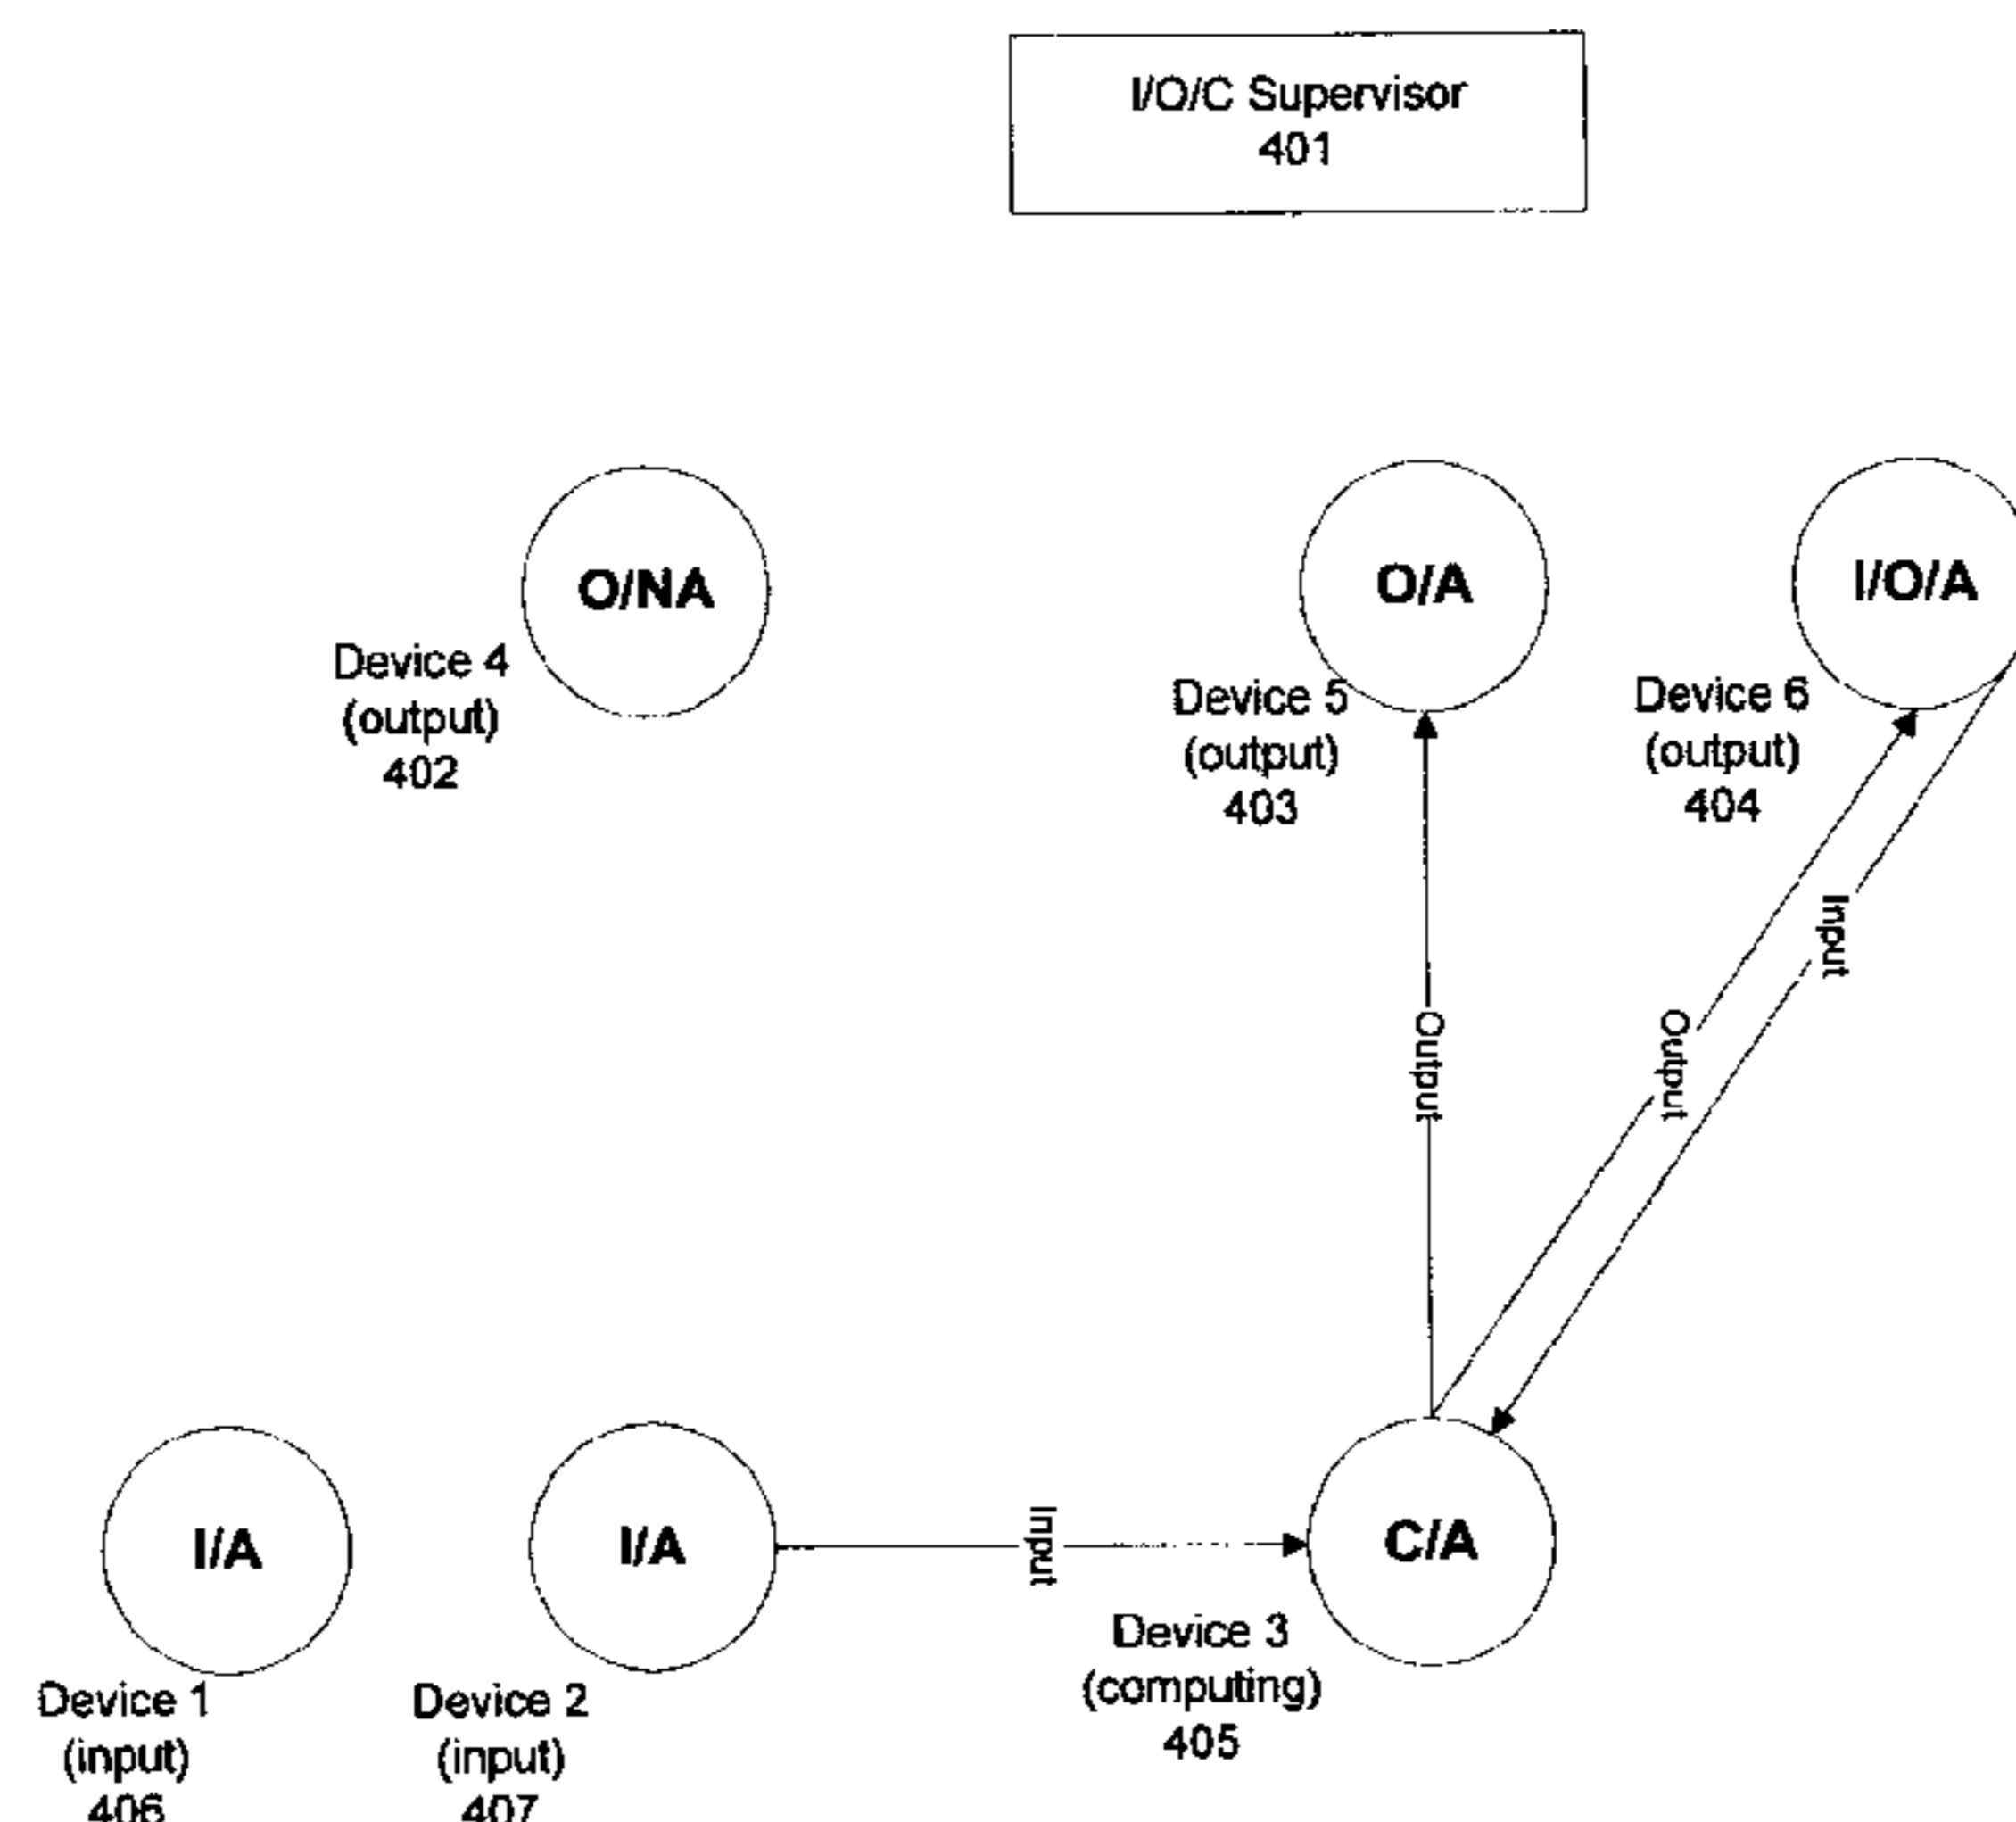 I/O/C Supervisor
401
O/NA
Device 4
(output)
402
O/A
Device 5
(output)
403
I/O/A
Device 6
(output)
404
Input
Output
Output
I/A
Device 1
(input)
406
I/A
Device 2
(input)
407
Input
C/A
Device 3
(computing)
405